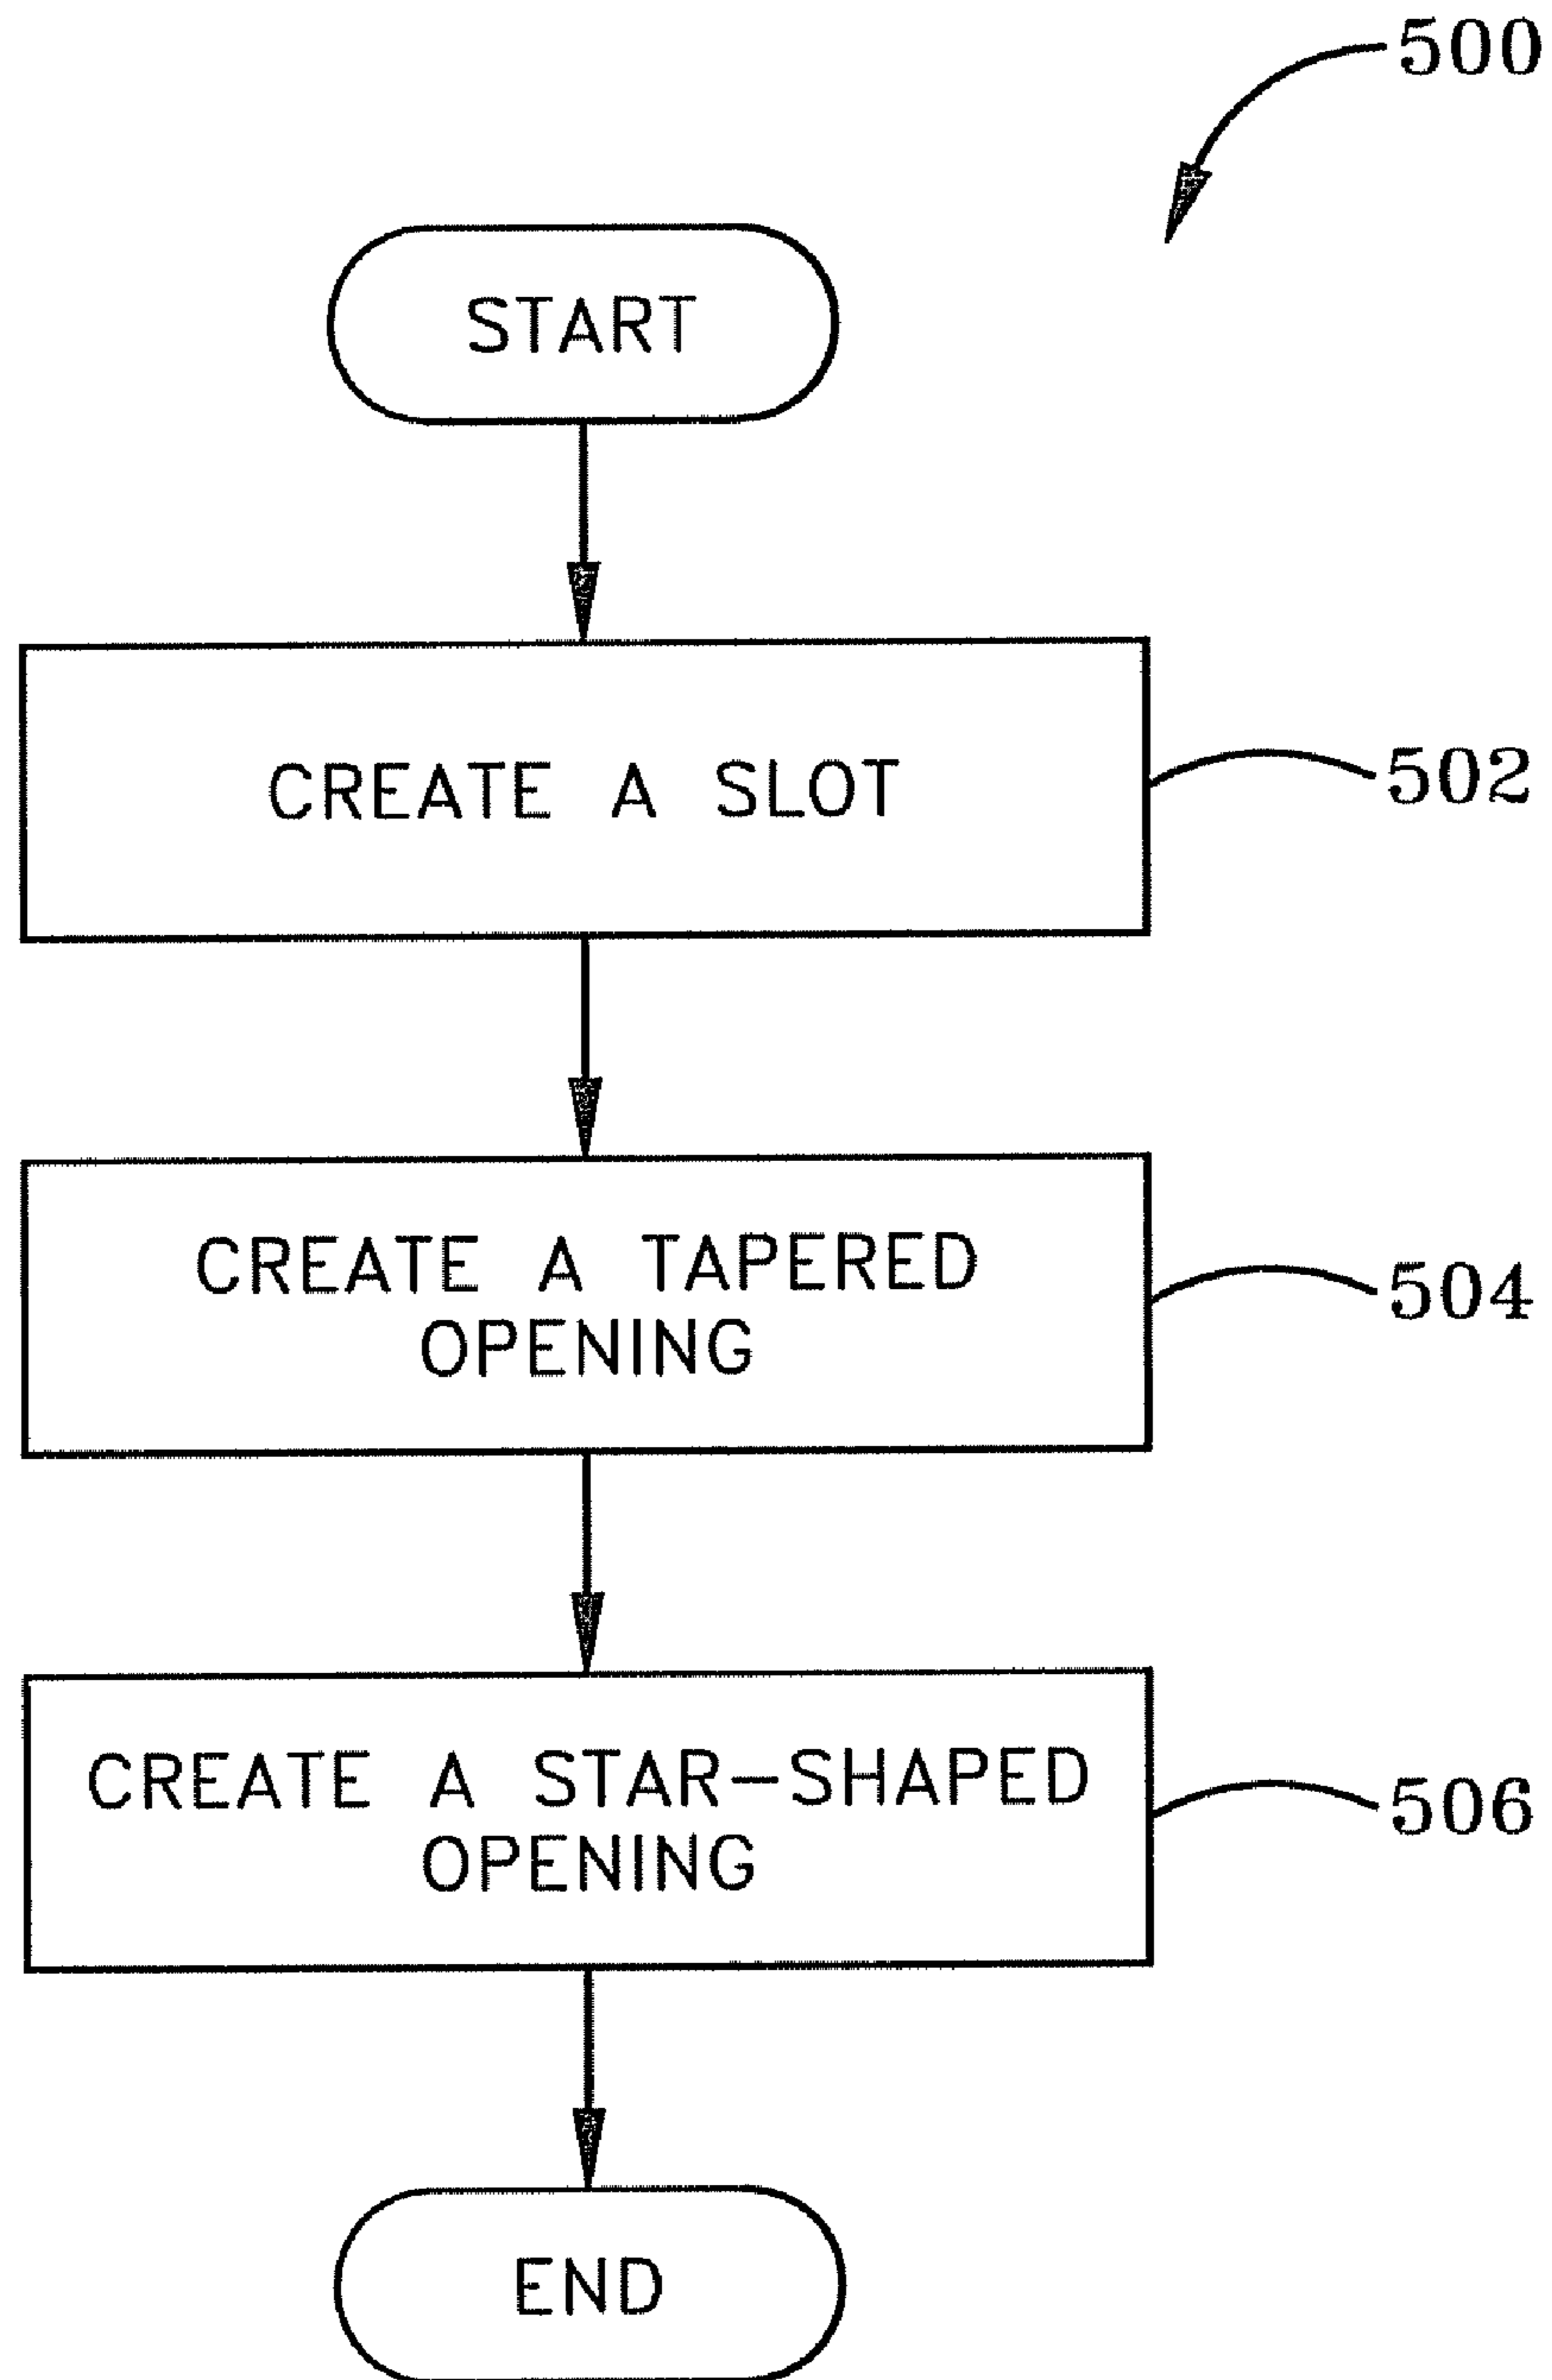 500
START
CREATE A SLOT
502
CREATE A TAPERED
OPENING
504
CREATE A STAR-SHAPED
OPENING
506
END